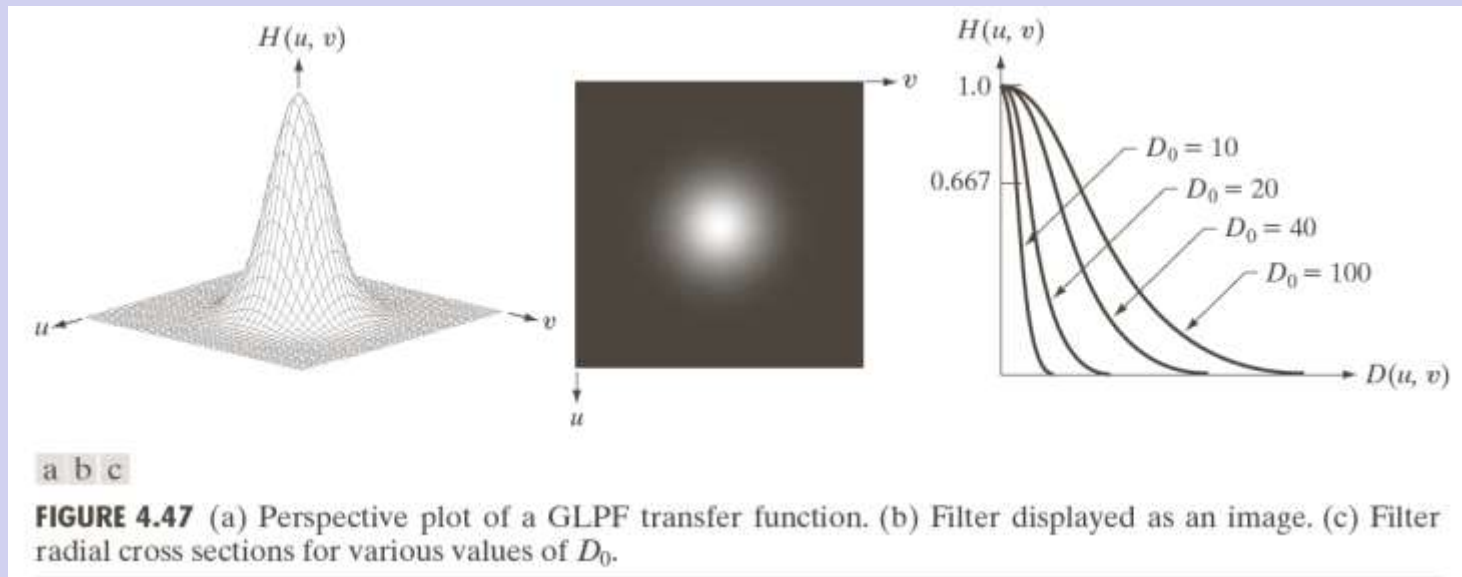 H(u, v)
u
v
v
u
H(u, v)
1.0
0.667
D₀ = 10
D₀ = 20
D₀ = 40
D₀ = 100
D(u, v)
a b c
FIGURE 4.47 (a) Perspective plot of a GLPF transfer function. (b) Filter displayed as an image. (c) Filter
radial cross sections for various values of D₀.